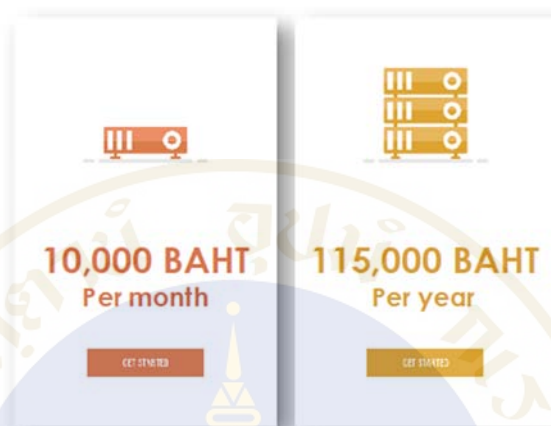 10,000 BAHT
Per month
GET STARTED
115,000 BAHT
Per year
GET STARTED